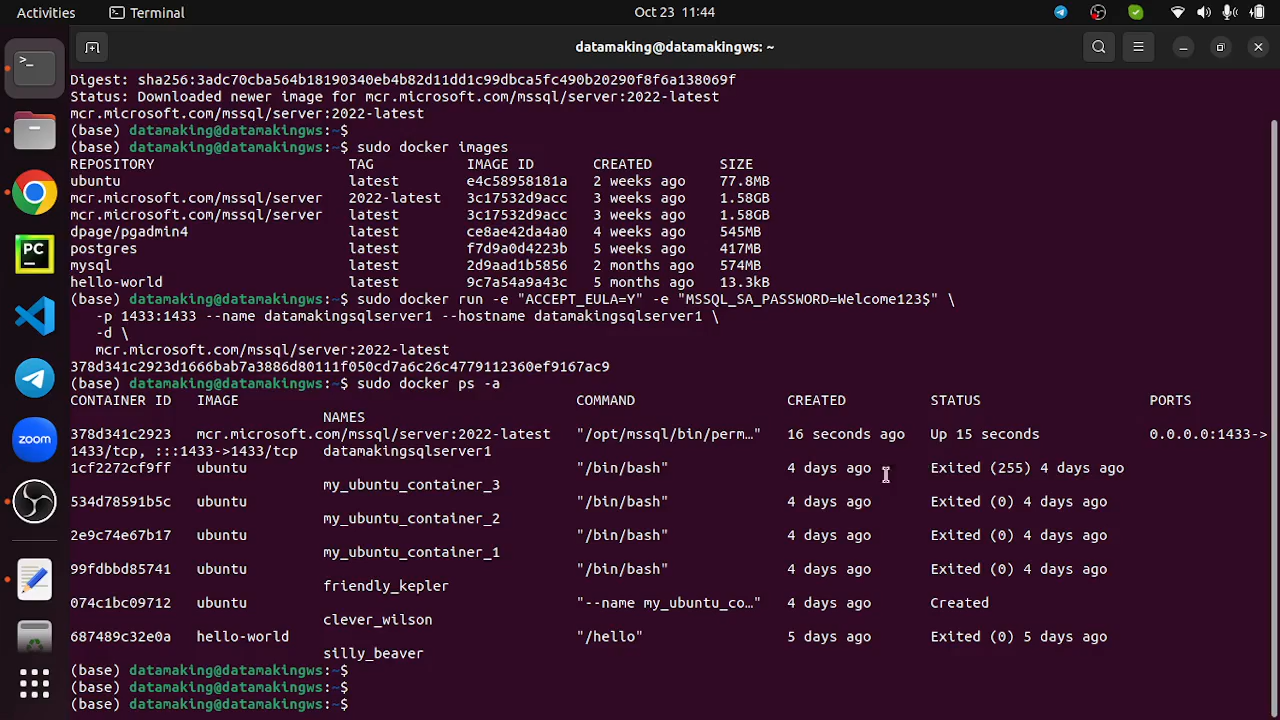 Activities Terminal Oct 23 11:44
datamaking@datamakingws: ~
Digest: sha256:3adc70cba564b18190340eb4b82d11dd1c99dbca5fc490b20290f8f6a138069f
Status: Downloaded newer image for mcr.microsoft.com/mssql/server:2022-latest
mcr.microsoft.com/mssql/server:2022-latest
(base) datamaking@datamakingws:~$
(base) datamaking@datamakingws:~$ sudo docker images
REPOSITORY TAG IMAGE ID CREATED SIZE
ubuntu latest e4c58958181a 2 weeks ago 77.8MB
mcr.microsoft.com/mssql/server 2022-latest 3c17532d9acc 3 weeks ago 1.58GB
mcr.microsoft.com/mssql/server latest 3c17532d9acc 3 weeks ago 1.58GB
dpage/pgadmin4 latest ce8ae42da4a0 4 weeks ago 545MB
postgres latest f7d9a0d4223b 5 weeks ago 417MB
mysql latest 2d9aad1b5856 2 months ago 574MB
hello-world latest 9c7a54a9a43c 5 months ago 13.3kB
(base) datamaking@datamakingws:~$ sudo docker run -e "ACCEPT_EULA=Y" -e "MSSQL_SA_PASSWORD=Welcome123$" \
-p 1433:1433 --name datamakingsqlserver1 --hostname datamakingsqlserver1 \
-d \
mcr.microsoft.com/mssql/server:2022-latest
378d341c2923d1666bab7a3886d80111f050cd7a6c26c4779112360ef9167ac9
(base) datamaking@datamakingws:~$ sudo docker ps -a
CONTAINER ID IMAGE COMMAND CREATED STATUS PORTS
NAMES
378d341c2923 mcr.microsoft.com/mssql/server:2022-latest "/opt/mssql/bin/perm…" 16 seconds ago Up 15 seconds 0.0.0.0:1433->
1433/tcp, :::1433->1433/tcp datamakingsqlserver1
1cf2272cf9ff ubuntu "/bin/bash" 4 days ago Exited (255) 4 days ago
my_ubuntu_container_3
534d78591b5c ubuntu "/bin/bash" 4 days ago Exited (0) 4 days ago
my_ubuntu_container_2
2e9c74e67b17 ubuntu "/bin/bash" 4 days ago Exited (0) 4 days ago
my_ubuntu_container_1
99fdbbd85741 ubuntu "/bin/bash" 4 days ago Exited (0) 4 days ago
friendly_kepler
074c1bc09712 ubuntu "--name my_ubuntu_co…" 4 days ago Created
clever_wilson
687489c32e0a hello-world "/hello" 5 days ago Exited (0) 5 days ago
silly_beaver
(base) datamaking@datamakingws:~$
(base) datamaking@datamakingws:~$
(base) datamaking@datamakingws:~$
PC
zoom